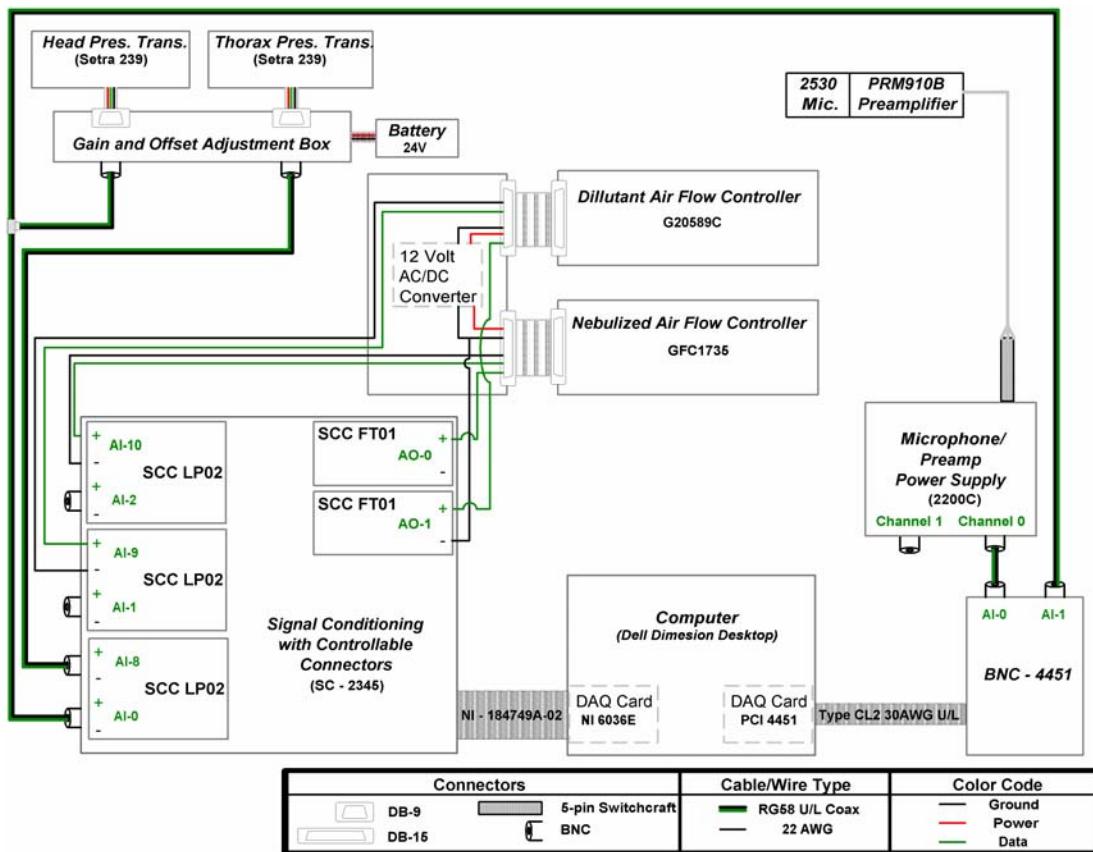 Head Pres. Trans.
(Setra 239)
Thorax Pres. Trans.
(Setra 239)
Gain and Offset Adjustment Box
Battery
24V
2530
Mic.
PRM910B
Preamplifier
Dillutant Air Flow Controller
G20589C
12 Volt
AC/DC
Converter
Nebulized Air Flow Controller
GFC1735
+
AI-10
-
SCC LP02
+
AI-2
-
+
AI-9
-
SCC LP02
+
AI-1
-
+
AI-8
-
SCC LP02
+
AI-0
-
SCC FT01
+
AO-0
-
SCC FT01
+
AO-1
-
Signal Conditioning
with Controllable
Connectors
(SC - 2345)
Microphone/
Preamp
Power Supply
(2200C)
Channel 1
Channel 0
Computer
(Dell Dimesion Desktop)
DAQ Card
NI 6036E
DAQ Card
PCI 4451
NI - 184749A-02
Type CL2 30AWG U/L
AI-0
AI-1
BNC - 4451
Connectors
DB-9
DB-15
5-pin Switchcraft
BNC
Cable/Wire Type
RG58 U/L Coax
22 AWG
Color Code
Ground
Power
Data